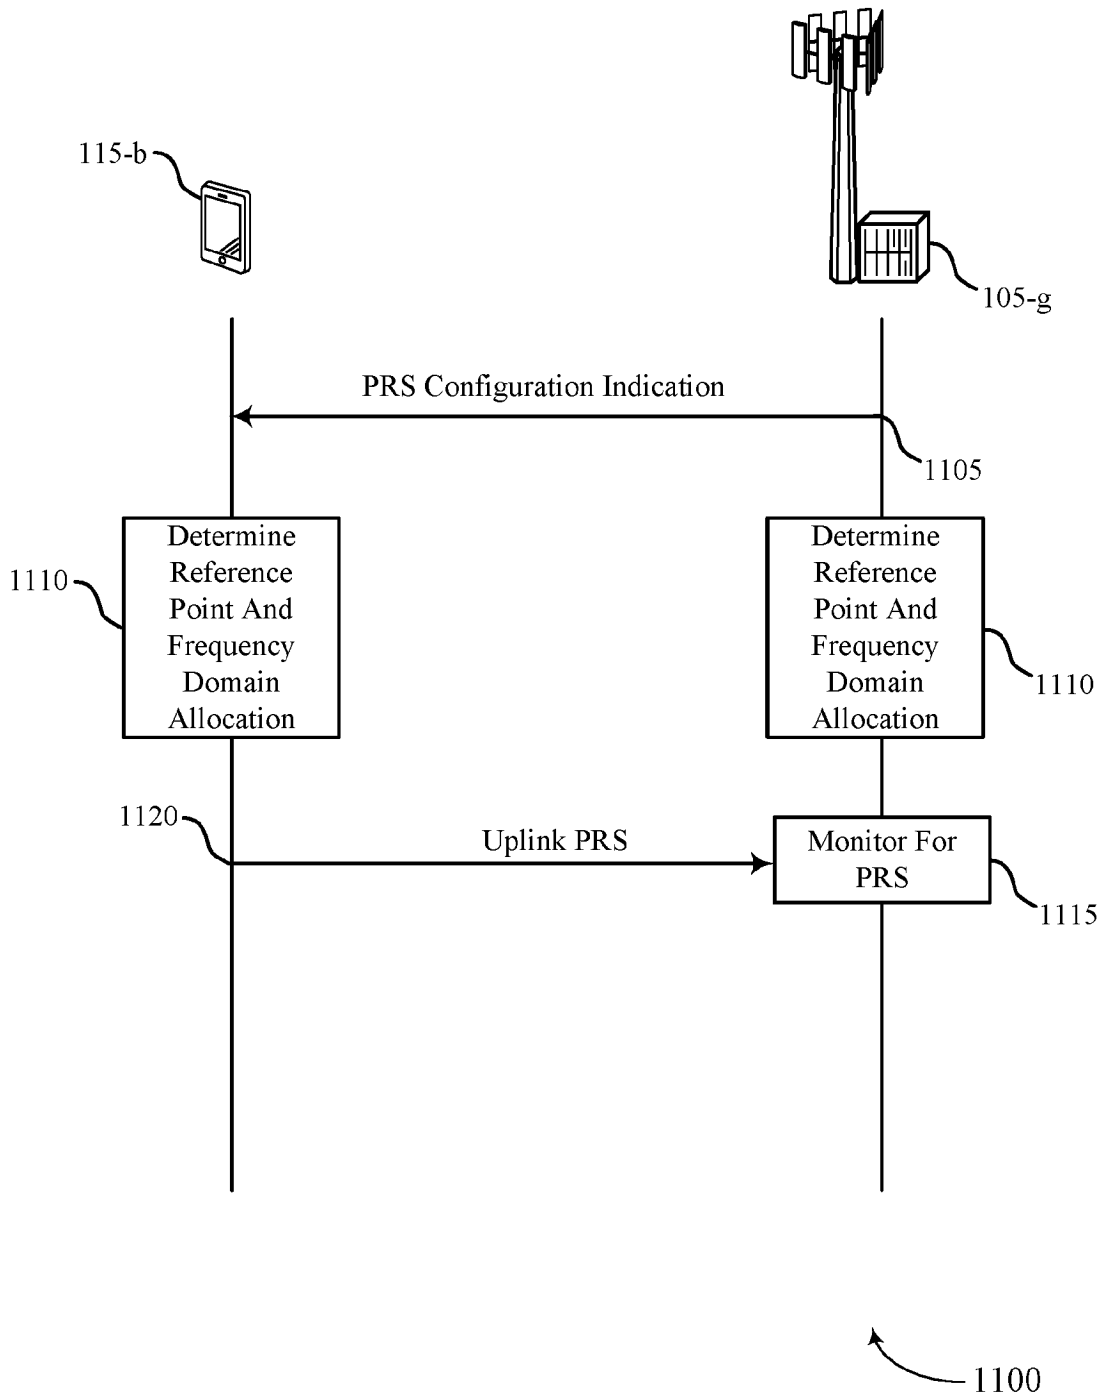 115-b
105-g
PRS Configuration Indication
1105
Determine
Reference
Point And
Frequency
Domain
Allocation
1110
Determine
Reference
Point And
Frequency
Domain
Allocation
1110
1120
Uplink PRS
Monitor For
PRS
1115
1100